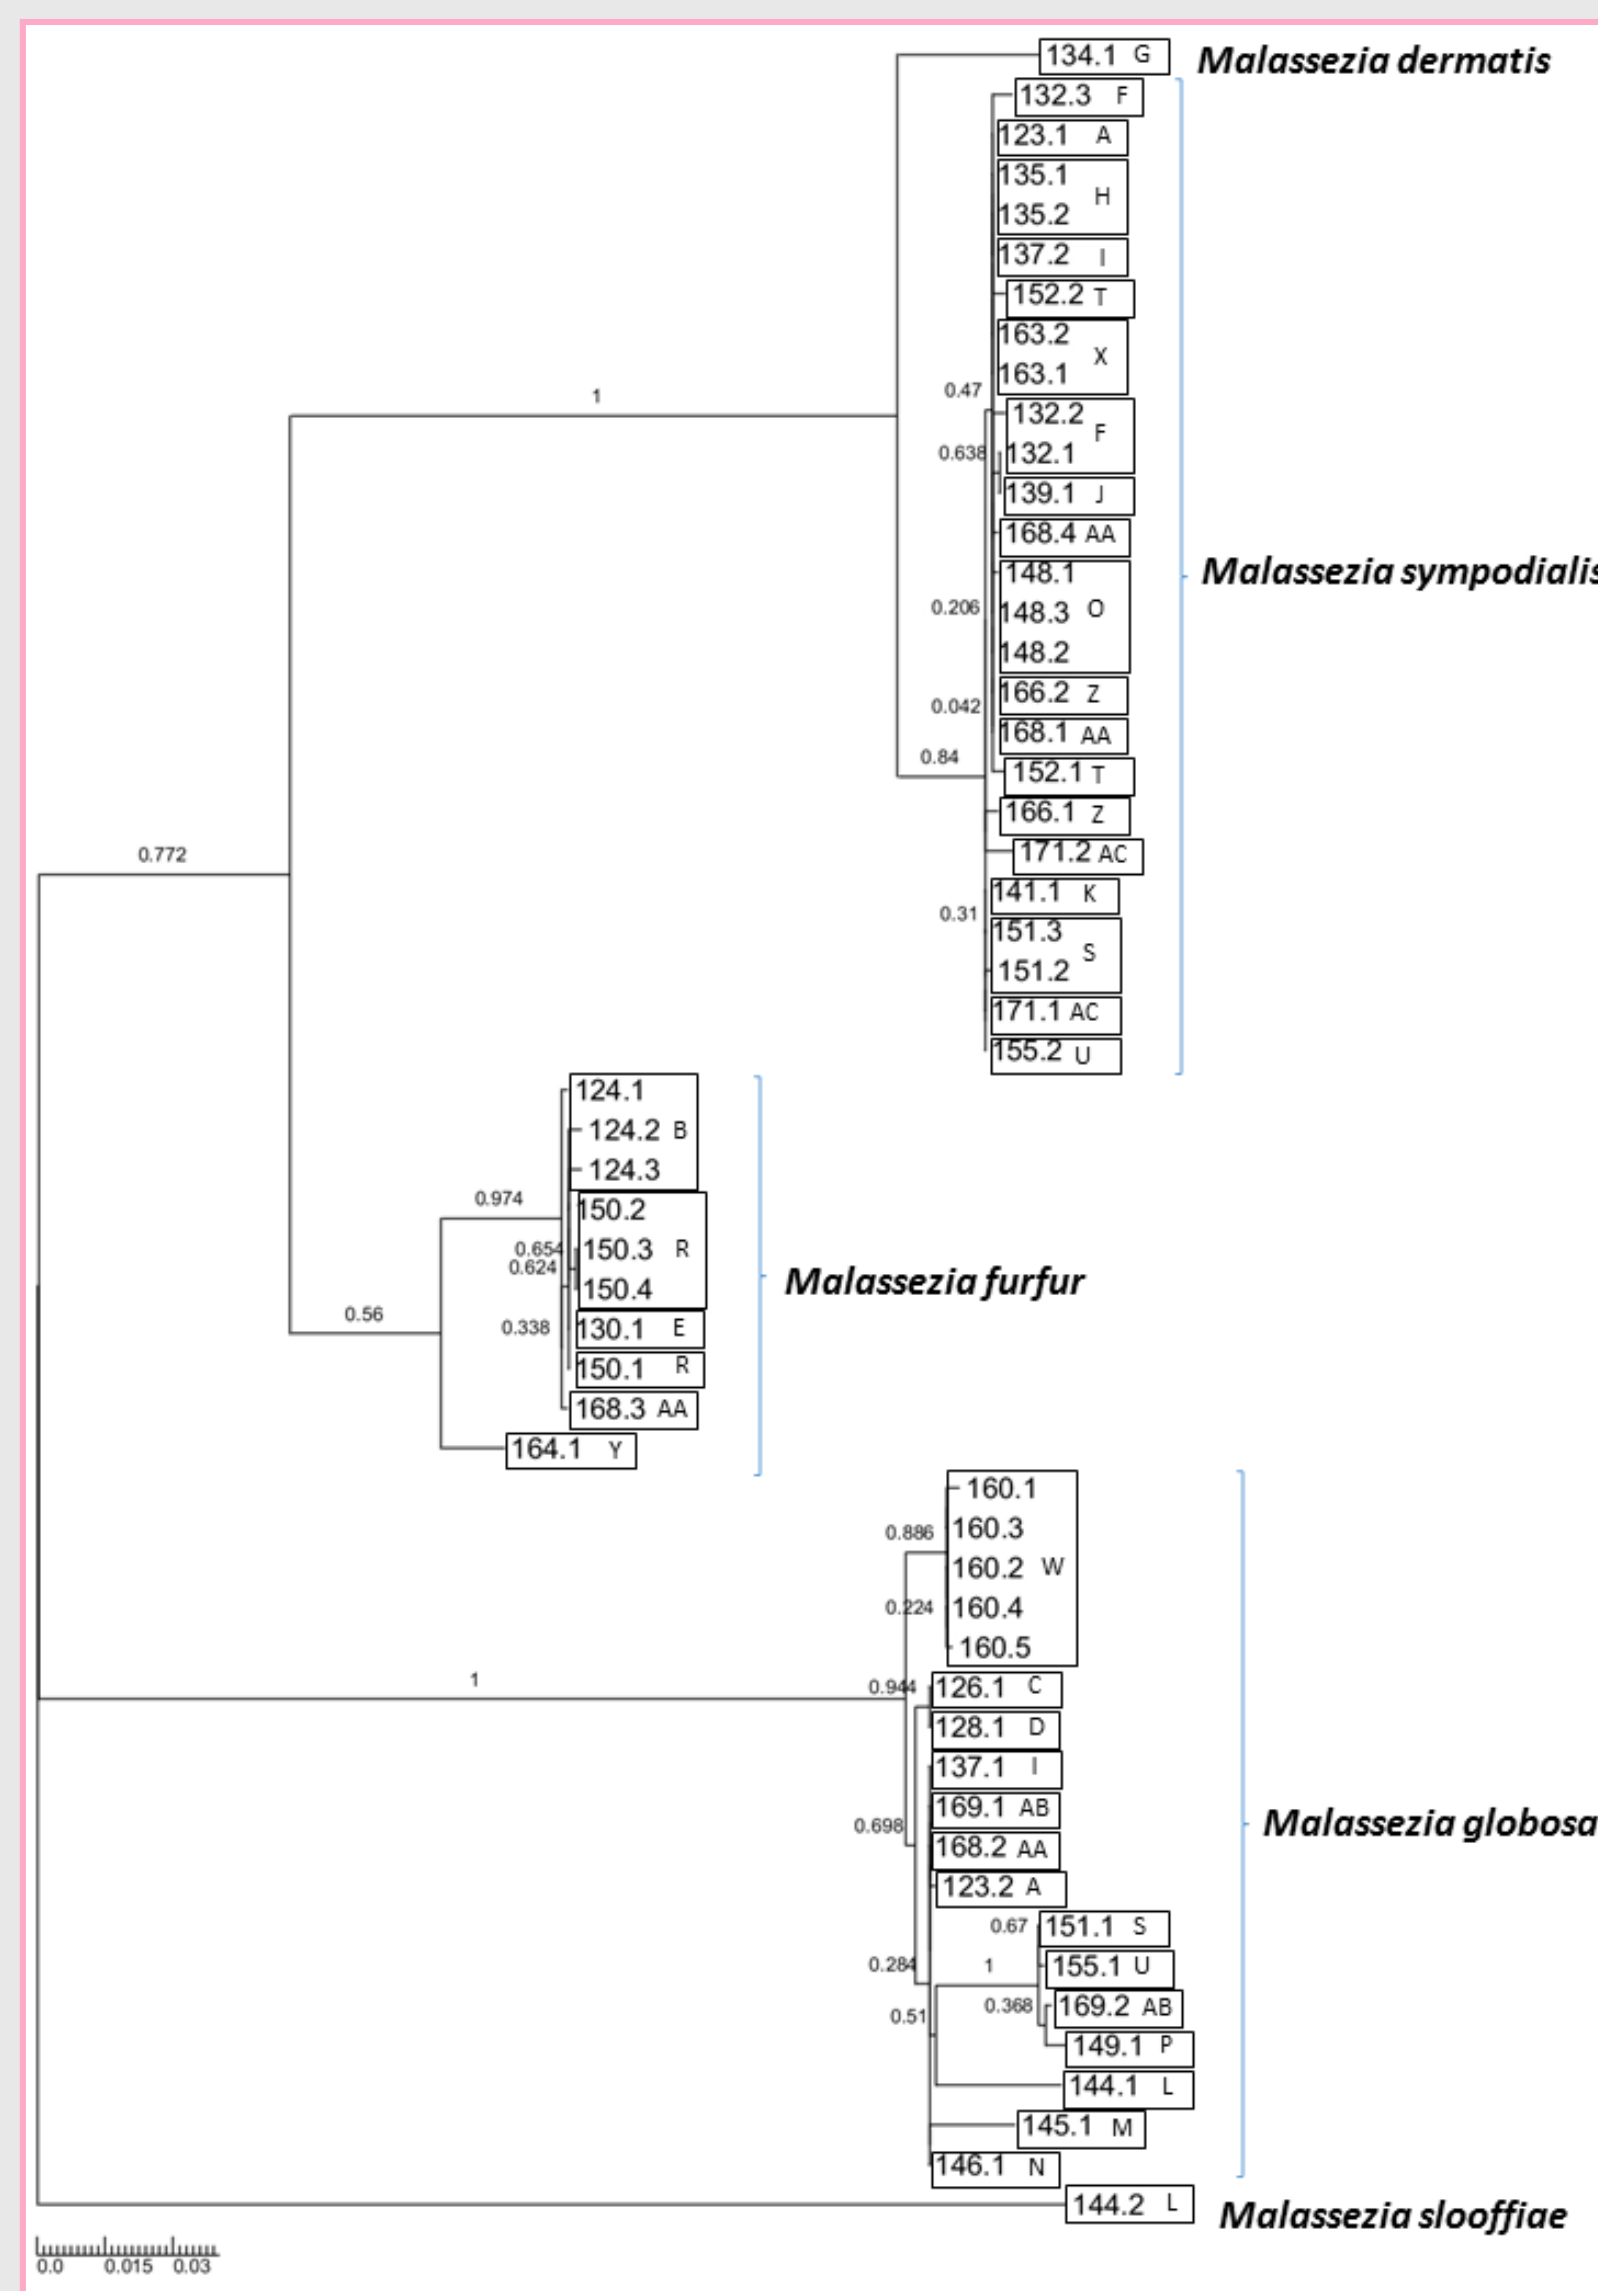 134.1 G Malassezia dermatis
132.3 F
123.1 A
135.1
H
135.2
137.2 I
152.2 T
163.2
X
163.1
1
0.47
132.2
F
0.638 132.1
139.1 J
168.4 AA
148.1
Malassezia sympodialis
0.206 148.3 O
148.2
166.2 Z
0.042
168.1 AA
0.84
152.1 T
166.1 Z
0.772
171.2 AC
141.1 K
0.31
151.3
S
151.2
171.1 AC
155.2 U
124.1
124.2 B
124.3
0.974
150.2
0.654 150.3 R
0.624
Malassezia furfur
150.4
0.56
0.338 130.1 E
150.1 R
168.3 AA
164.1 Y
160.1
0.886 160.3
160.2 W
0.224 160.4
160.5
1
0.944 126.1 C
128.1 D
137.1 I
169.1 AB
0.698
Malassezia globosa
168.2 AA
123.2 A
0.67 151.1 S
0.284 1 155.1 U
0.368 169.2 AB
0.51
149.1 P
144.1 L
145.1 M
146.1 N
144.2 L Malassezia slooffiae
0.0 0.015 0.03